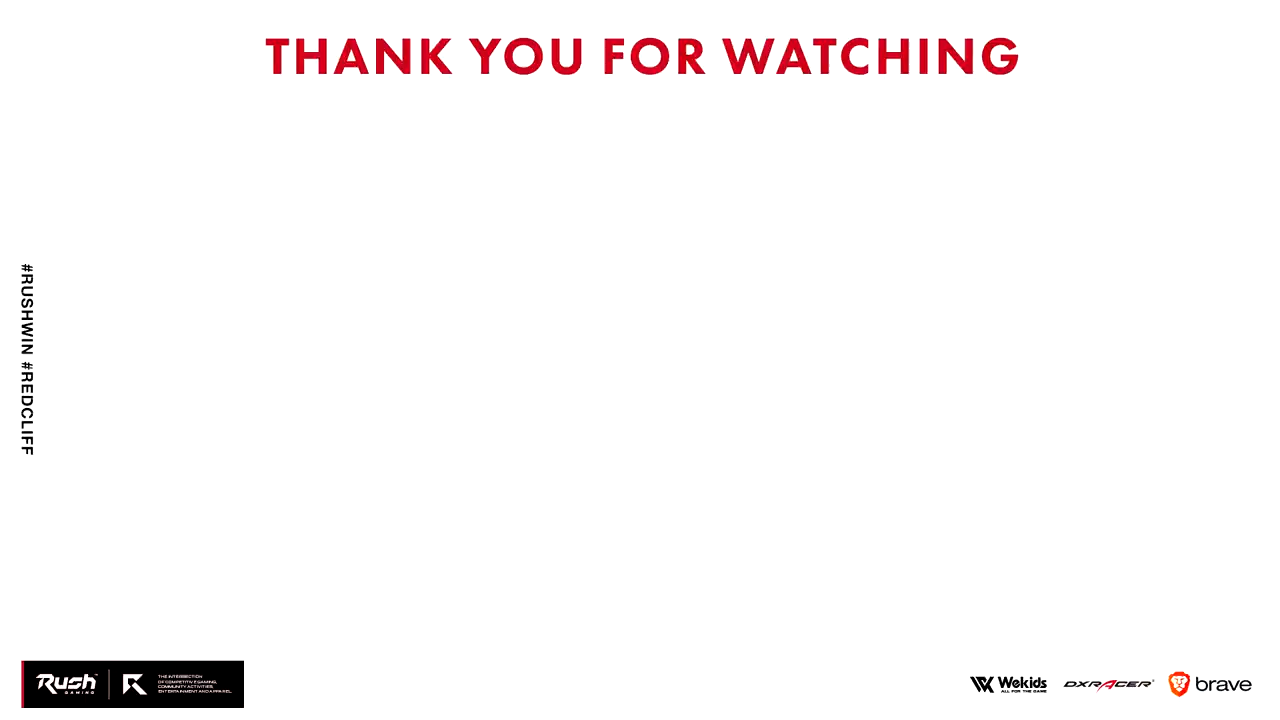 THANK YOU FOR WATCHING
#RUSHWIN #REDCLIFF
Rush
GAMING
THE INTERSECTION
OF COMPETITIVE GAMING,
COMMUNITY ACTIVITIES,
ENTERTAINMENT AND APPAREL.
Wekids
ALL FOR THE GAME
DXRACER
brave